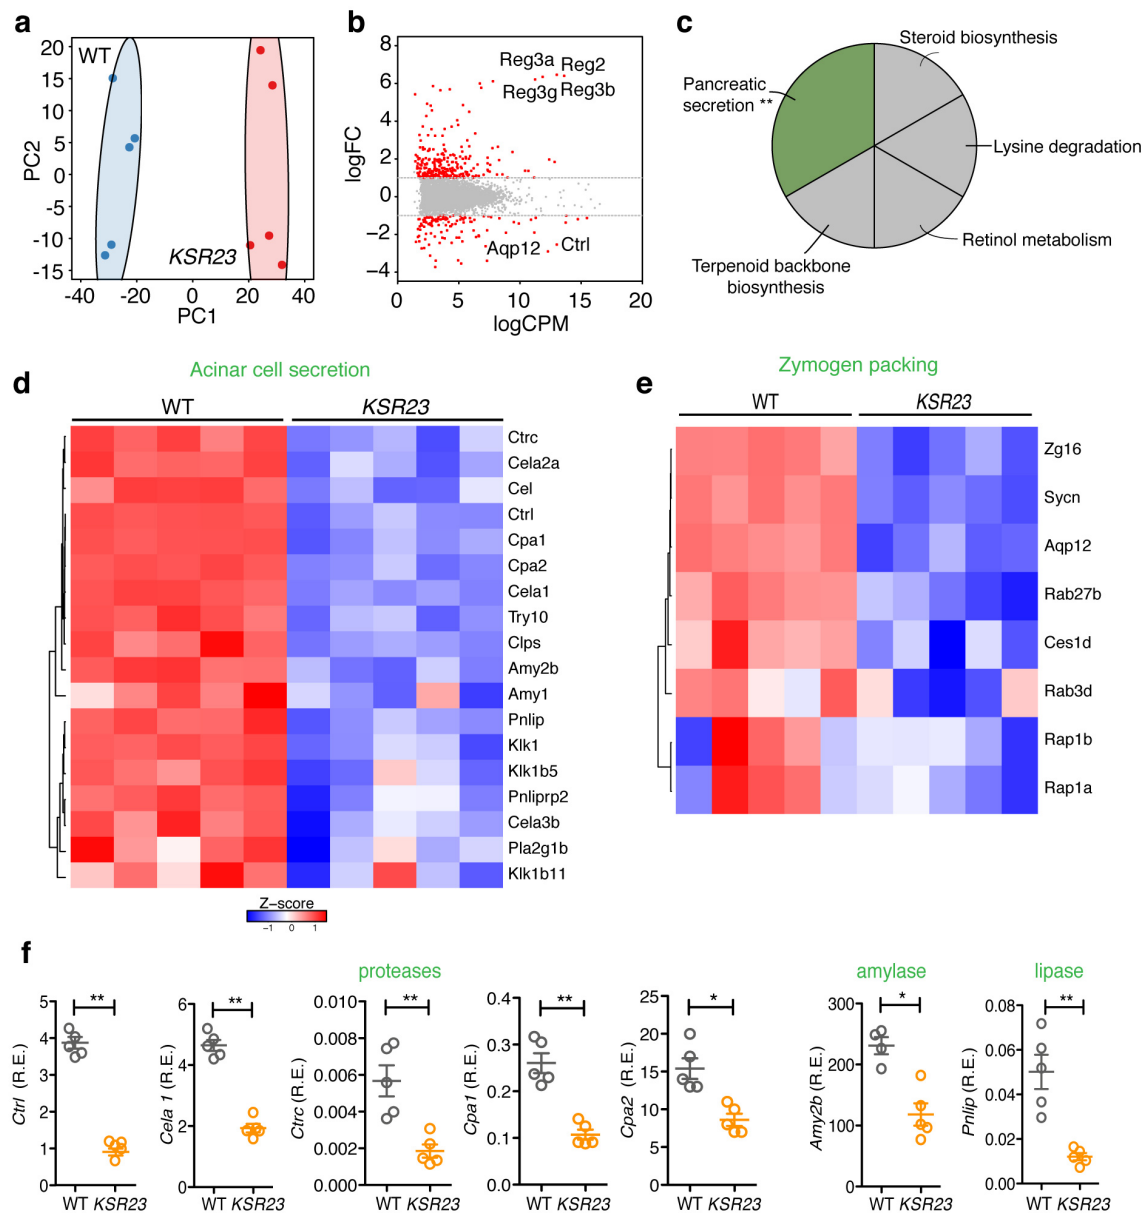 a
20
15
10
5
0
-5
-10
-15
PC2
WT
KSR23
-40
-20
0
20
40
PC1
b
8
6
4
2
0
−2
−4
logFC
Reg3a
Reg2
Reg3g
Reg3b
Aqp12
Ctrl
0
5
10
15
20
logCPM
c
Steroid biosynthesis
Pancreatic
secretion **
Lysine degradation
Retinol metabolism
Terpenoid backbone
biosynthesis
d
Acinar cell secretion
WT
KSR23
Ctrc
Cela2a
Cel
Ctrl
Cpa1
Cpa2
Cela1
Try10
Clps
Amy2b
Amy1
Pnlip
Klk1
Klk1b5
Pnliprp2
Cela3b
Pla2g1b
Klk1b11
Z−score
−1
0
1
e
Zymogen packing
WT
KSR23
Zg16
Sycn
Aqp12
Rab27b
Ces1d
Rab3d
Rap1b
Rap1a
f
proteases
amylase
lipase
Ctrl (R.E.)
5
4
3
2
1
0
**
WT KSR23
Cela 1 (R.E.)
6
4
2
0
**
WT KSR23
Ctrc (R.E.)
0.010
0.008
0.006
0.004
0.002
0.000
**
WT KSR23
Cpa1 (R.E.)
0.4
0.3
0.2
0.1
0.0
**
WT KSR23
Cpa2 (R.E.)
25
20
15
10
5
0
*
WT KSR23
Amy2b (R.E.)
300
200
100
0
*
WT KSR23
Pnlip (R.E.)
0.08
0.06
0.04
0.02
0.00
**
WT KSR23